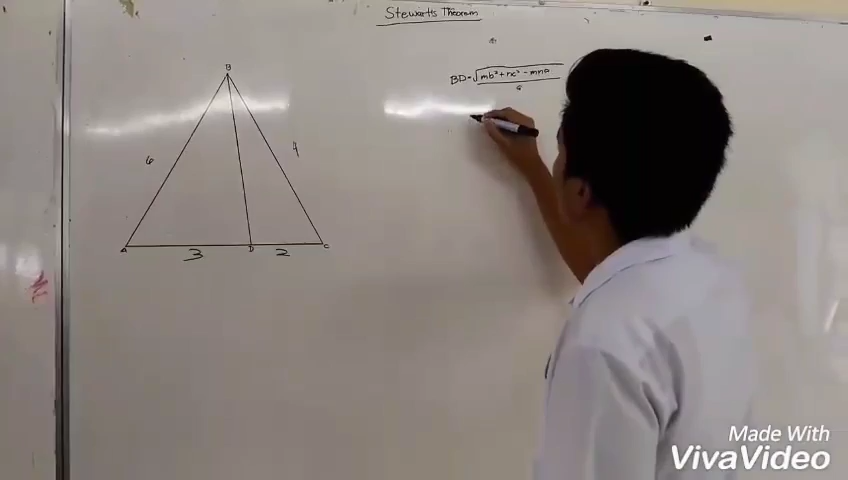 Stewart's Theorem
B
BD=√mb²+nc²-mna
a
6
4
A
D
C
3
2
Made With
VivaVideo